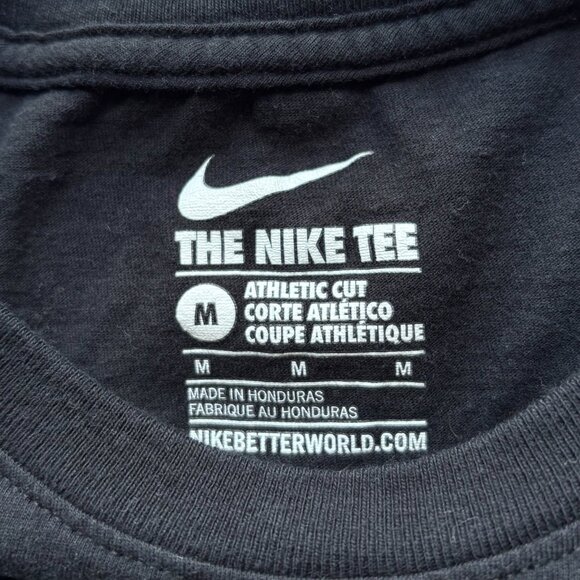 THE NIKE TEE
M
ATHLETIC CUT
CORTE ATLÉTICO
COUPE ATHLÉTIQUE
M M M
MADE IN HONDURAS
FABRIQUE AU HONDURAS
NIKEBETTERWORLD.COM